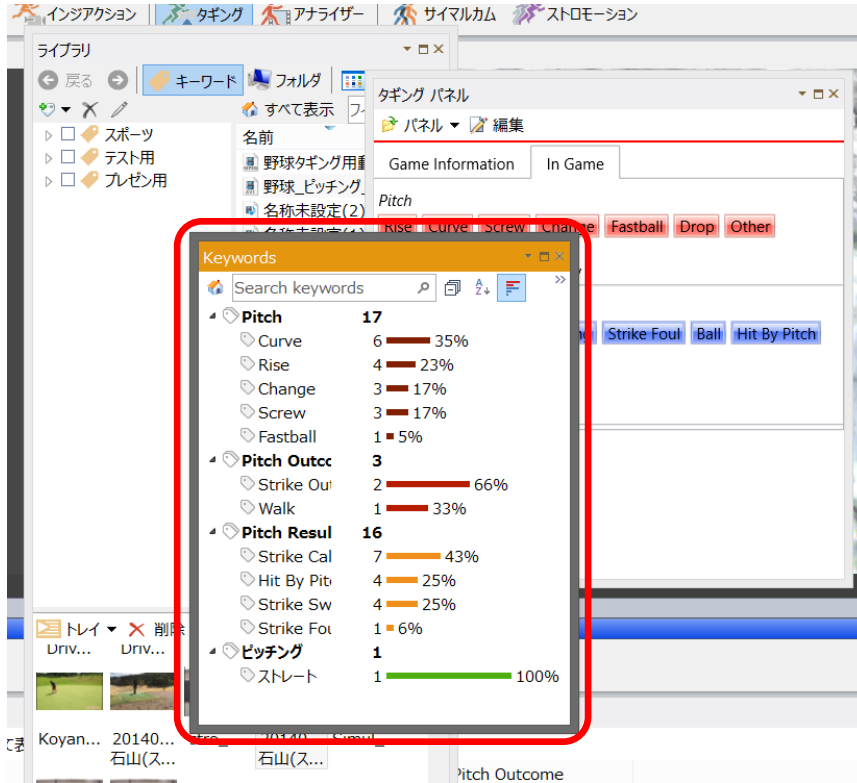 インジアクション タギング アナライザー サイマルカム ストロモーション
ライブラリ
戻る キーワード フォルダ
すべて表示
スポーツ
テスト用
プレゼン用
名前
野球タギング用
野球_ピッチング_
名称未設定(2)
タギング パネル
パネル 編集
Game Information In Game
Pitch
Rise Curve Screw Change Fastball Drop Other
Strike Foul Ball Hit By Pitch
Keywords
Search keywords
Pitch 17
Curve 6 35%
Rise 4 23%
Change 3 17%
Screw 3 17%
Fastball 1 5%
Pitch Outco 3
Strike Out 2 66%
Walk 1 33%
Pitch Resul 16
Strike Cal 7 43%
Hit By Pit 4 25%
Strike Sw 4 25%
Strike Fou 1 6%
ピッチング 1
ストレート 1 100%
トレイ 削除
Driv... Driv...
Koyan... 20140... 20140... Simul_
石山(ス... 石山(ス...
Pitch Outcome